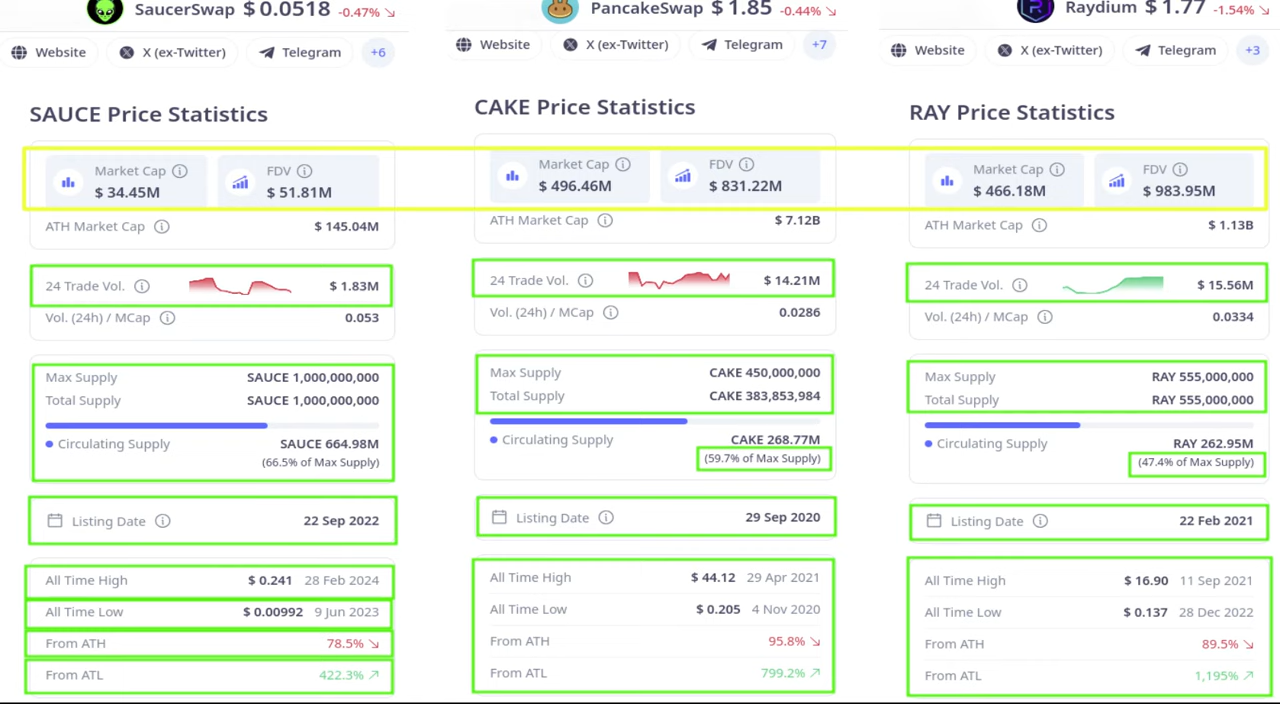 SaucerSwap $ 0.0518 -0.47%
Website X (ex-Twitter) Telegram +6
SAUCE Price Statistics
Market Cap FDV
$ 34.45M $ 51.81M
ATH Market Cap $ 145.04M
24 Trade Vol. $ 1.83M
Vol. (24h) / MCap 0.053
Max Supply SAUCE 1,000,000,000
Total Supply SAUCE 1,000,000,000
Circulating Supply SAUCE 664.98M
(66.5% of Max Supply)
Listing Date 22 Sep 2022
All Time High $ 0.241 28 Feb 2024
All Time Low $ 0.00992 9 Jun 2023
From ATH 78.5%
From ATL 422.3%
PancakeSwap $ 1.85 -0.44%
Website X (ex-Twitter) Telegram +7
CAKE Price Statistics
Market Cap FDV
$ 496.46M $ 831.22M
ATH Market Cap $ 7.12B
24 Trade Vol. $ 14.21M
Vol. (24h) / MCap 0.0286
Max Supply CAKE 450,000,000
Total Supply CAKE 383,853,984
Circulating Supply CAKE 268.77M
(59.7% of Max Supply)
Listing Date 29 Sep 2020
All Time High $ 44.12 29 Apr 2021
All Time Low $ 0.205 4 Nov 2020
From ATH 95.8%
From ATL 799.2%
Raydium $ 1.77 -1.54%
Website X (ex-Twitter) Telegram +3
RAY Price Statistics
Market Cap FDV
$ 466.18M $ 983.95M
ATH Market Cap $ 1.13B
24 Trade Vol. $ 15.56M
Vol. (24h) / MCap 0.0334
Max Supply RAY 555,000,000
Total Supply RAY 555,000,000
Circulating Supply RAY 262.95M
(47.4% of Max Supply)
Listing Date 22 Feb 2021
All Time High $ 16.90 11 Sep 2021
All Time Low $ 0.137 28 Dec 2022
From ATH 89.5%
From ATL 1,195%